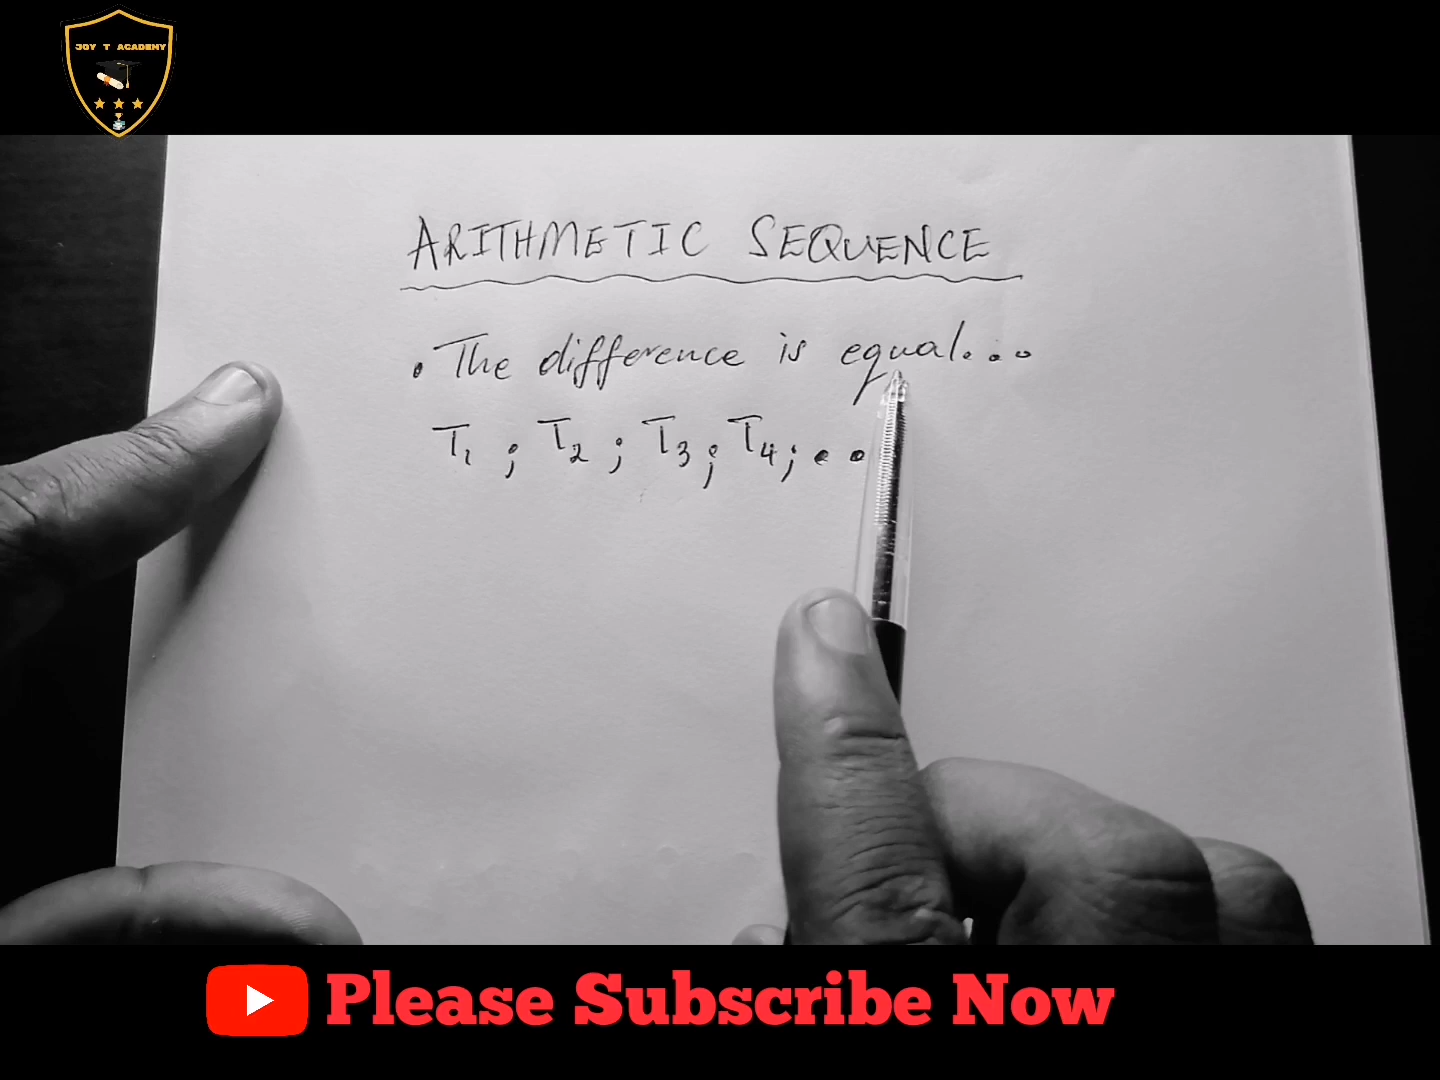 JOY T ACADEMY
ARITHMETIC SEQUENCE
. The difference is equal...
T1 ; T2 ; T3 ; T4 ; ..
Please Subscribe Now